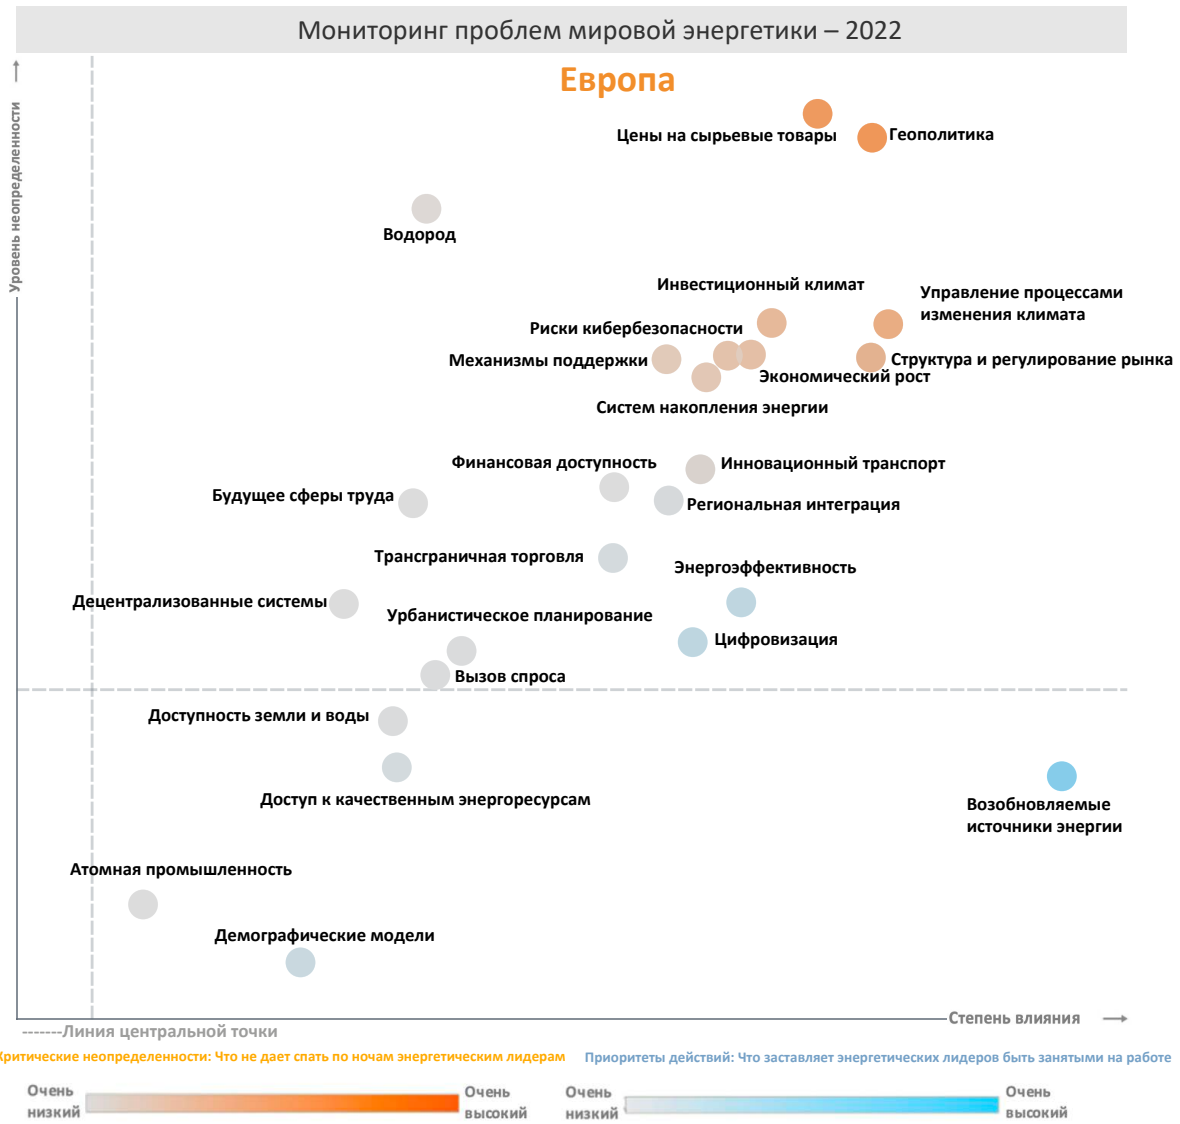 Мониторинг проблем мировой энергетики – 2022
Европа
Уровень неопределенности
Цены на сырьевые товары
Геополитика
Водород
Инвестиционный климат
Управление процессами
изменения климата
Риски кибербезопасности
Механизмы поддержки
Структура и регулирование рынка
Экономический рост
Систем накопления энергии
Финансовая доступность
Инновационный транспорт
Будущее сферы труда
Региональная интеграция
Трансграничная торговля
Энергоэффективность
Децентрализованные системы
Урбанистическое планирование
Цифровизация
Вызов спроса
Доступность земли и воды
Доступ к качественным энергоресурсам
Возобновляемые
источники энергии
Атомная промышленность
Демографические модели
Степень влияния
-------Линия центральной точки
Критические неопределенности: Что не дает спать по ночам энергетическим лидерам
Приоритеты действий: Что заставляет энергетических лидеров быть занятыми на работе
Очень
низкий
Очень
высокий
Очень
низкий
Очень
высокий